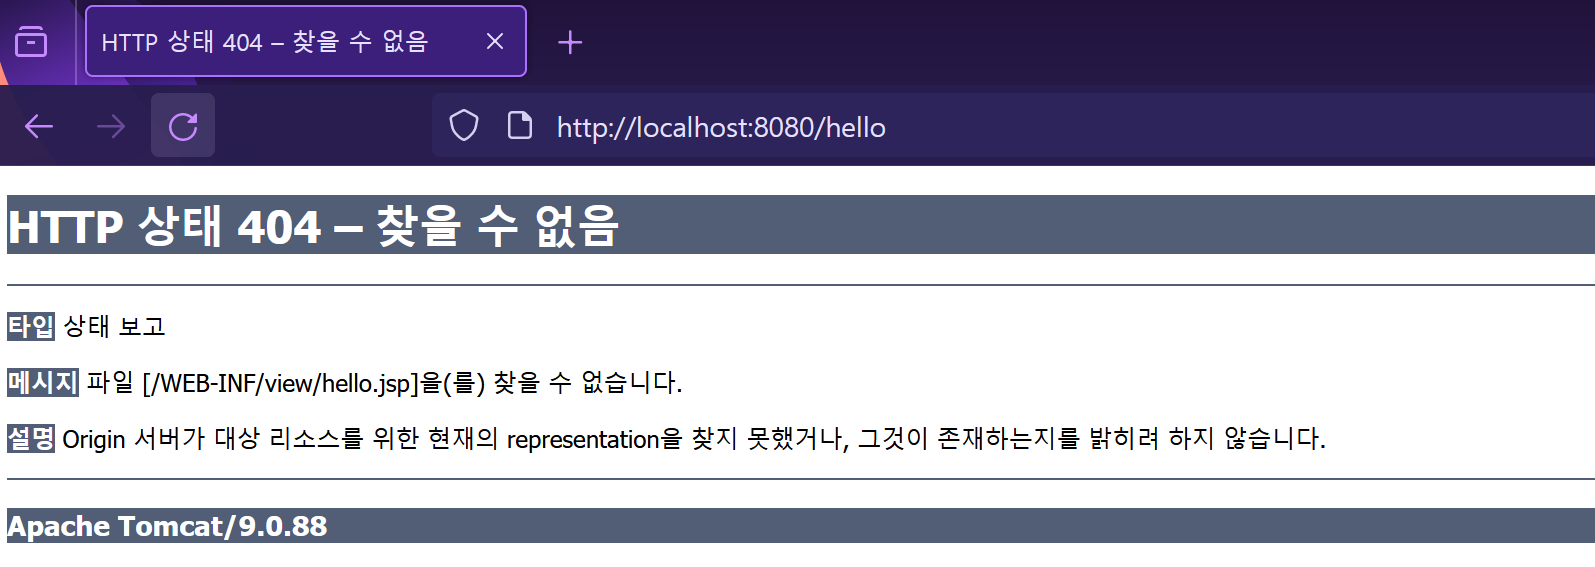 HTTP 상태 404 – 찾을 수 없음
http://localhost:8080/hello
HTTP 상태 404 – 찾을 수 없음
타입 상태 보고
메시지 파일 [/WEB-INF/view/hello.jsp]을(를) 찾을 수 없습니다.
설명 Origin 서버가 대상 리소스를 위한 현재의 representation을 찾지 못했거나, 그것이 존재하는지를 밝히려 하지 않습니다.
Apache Tomcat/9.0.88